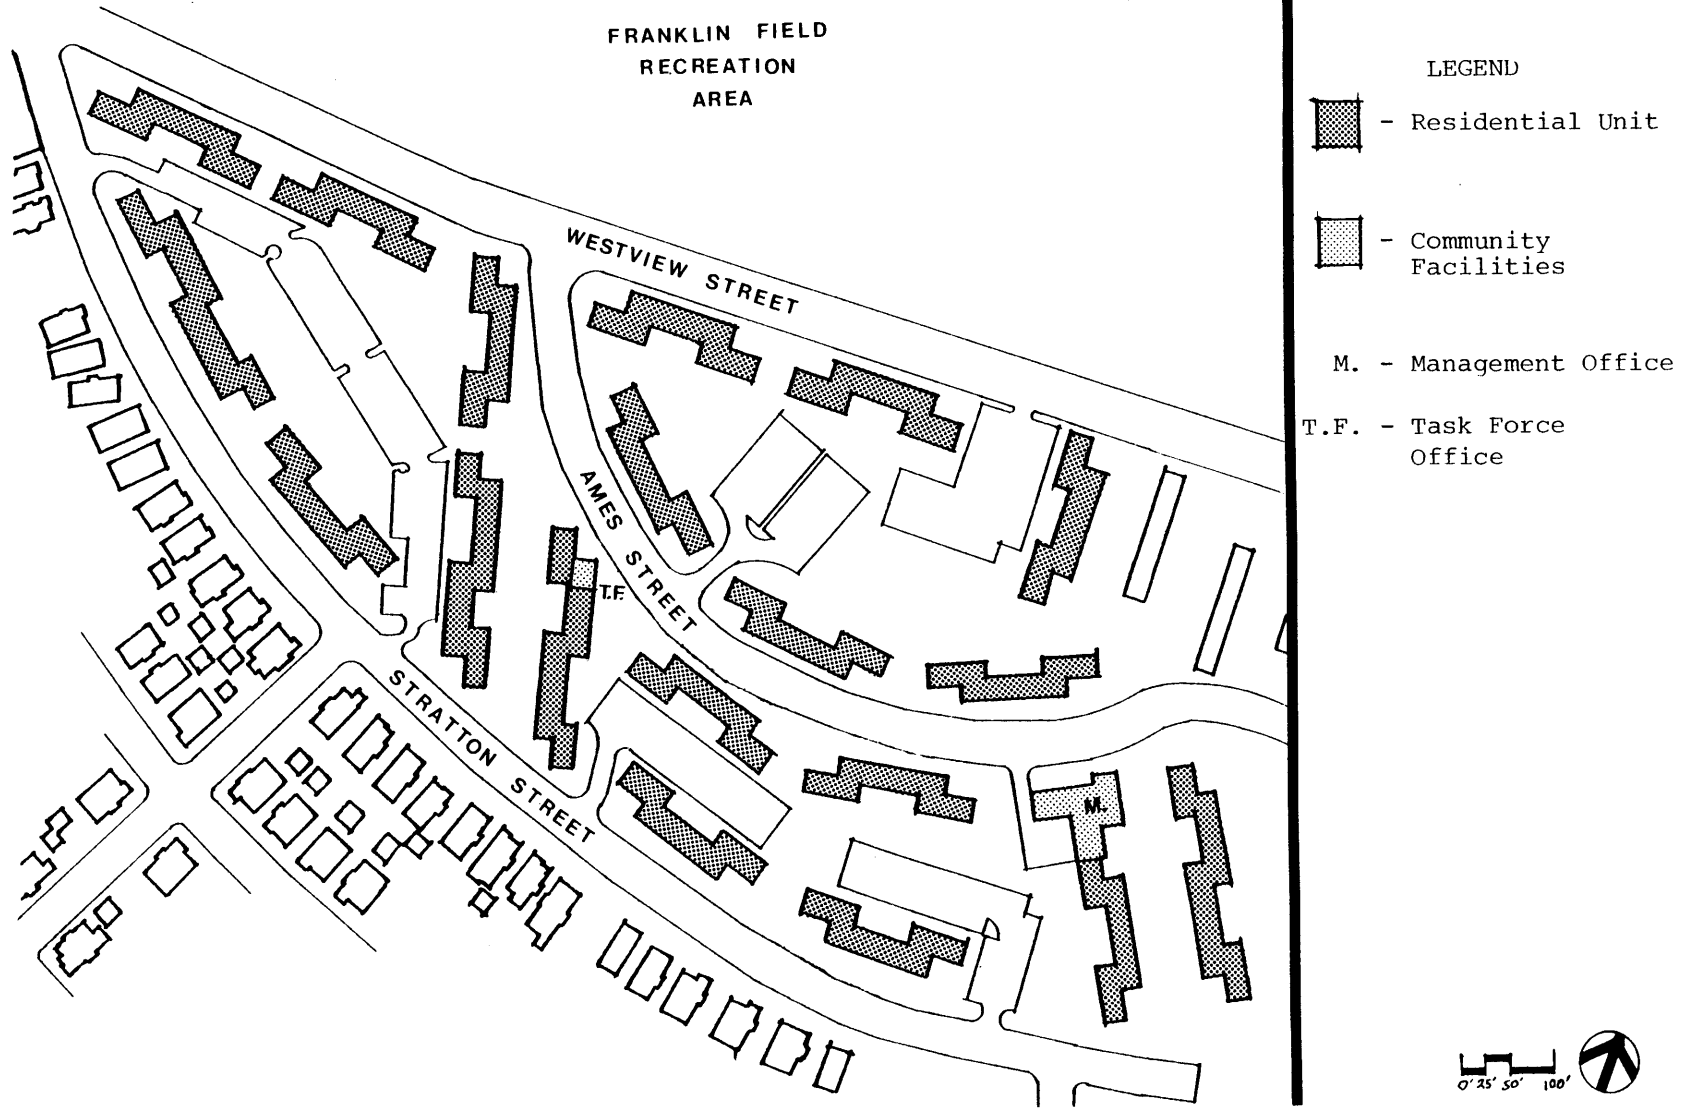 FRANKLIN FIELD
RECREATION
AREA
WESTVIEW STREET
AMES STREET
T.F.
STRATTON STREET
M.
LEGEND
- Residential Unit
- Community
Facilities
M. - Management Office
T.F. - Task Force
Office
0' 25' 50' 100'